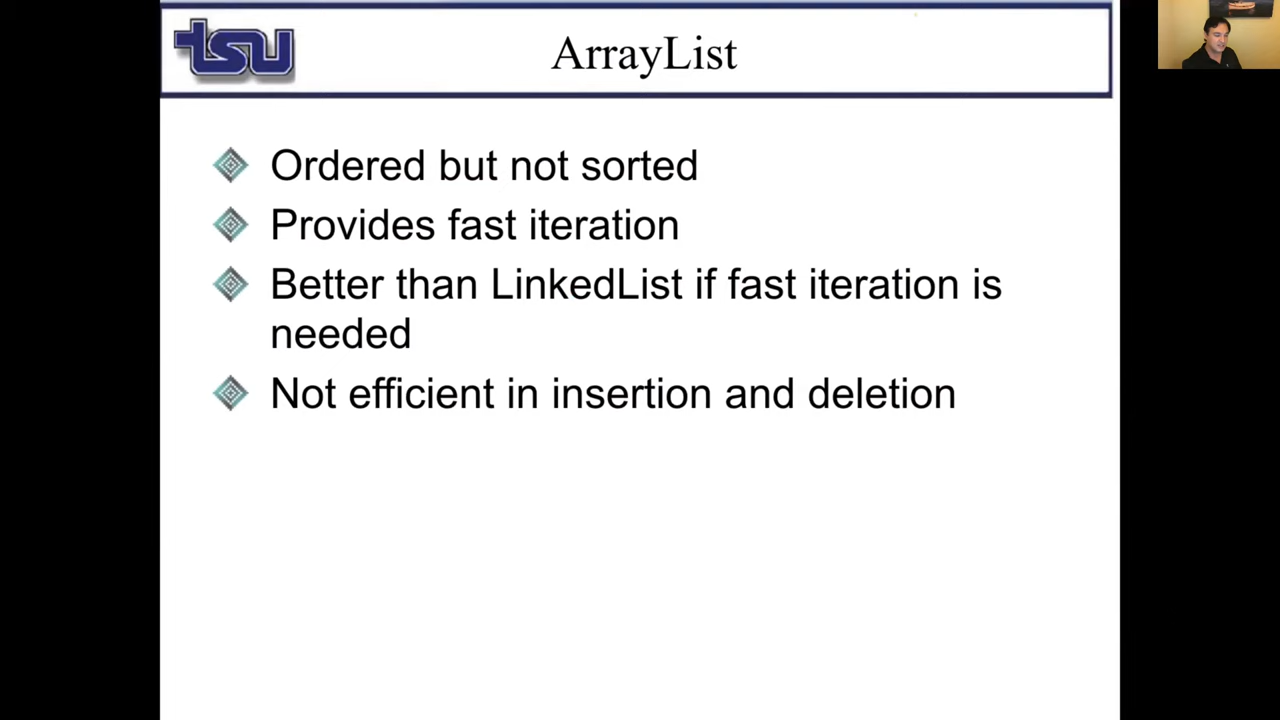 tsu
ArrayList
Ordered but not sorted
Provides fast iteration
Better than LinkedList if fast iteration is
needed
Not efficient in insertion and deletion